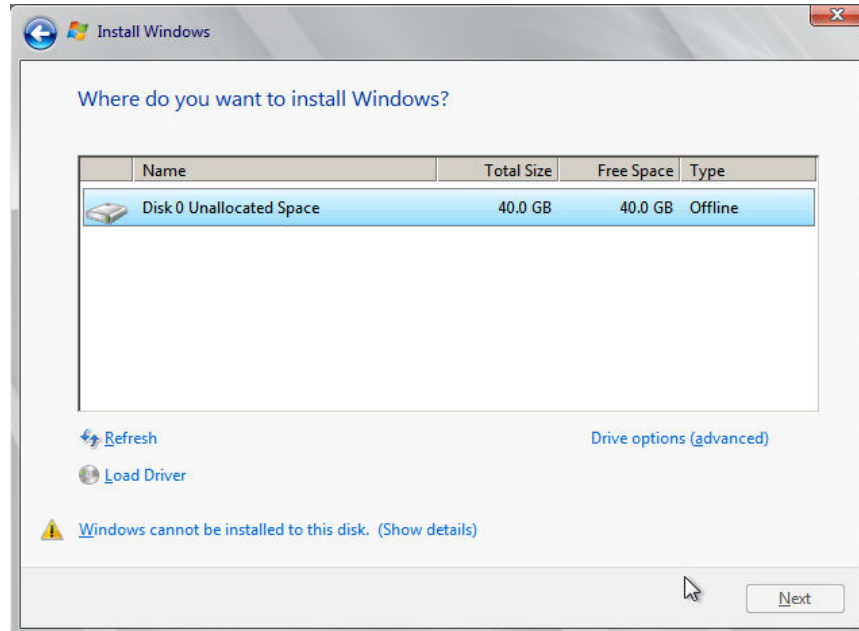 Install Windows
Where do you want to install Windows?
Name Total Size Free Space Type
Disk 0 Unallocated Space 40.0 GB 40.0 GB Offline
Refresh Drive options (advanced)
Load Driver
Windows cannot be installed to this disk. (Show details)
Next